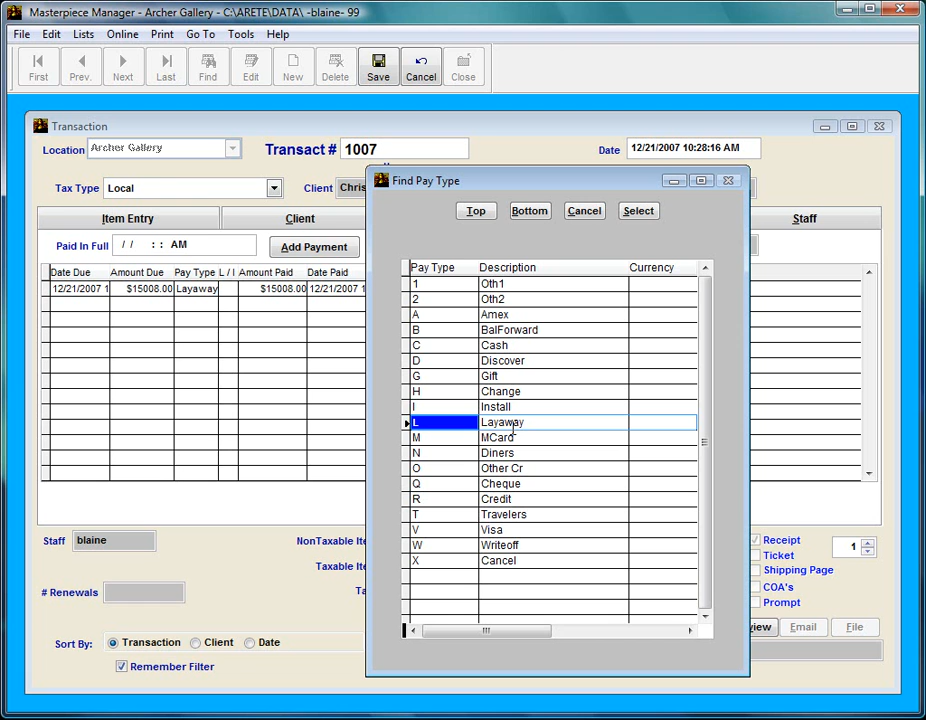 Masterpiece Manager - Archer Gallery - C:\ARETE\DATA\ -blaine- 99
File Edit Lists Online Print Go To Tools Help
First Prev. Next Last Find Edit New Delete Save Cancel Close
Transaction
Location Archer Gallery Transact # 1007 Date 12/21/2007 10:28:16 AM
Tax Type Local Client Chris
Item Entry Client Staff
Paid In Full / / : : AM Add Payment
Date Due Amount Due Pay Type L / I Amount Paid Date Paid
12/21/2007 1 $15008.00 Layaway $15008.00 12/21/2007
Find Pay Type
Top Bottom Cancel Select
Pay Type Description Currency
1 Oth1
2 Oth2
A Amex
B BalForward
C Cash
D Discover
G Gift
H Change
I Install
L Layaway
M MCard
N Diners
O Other Cr
Q Cheque
R Credit
T Travelers
V Visa
W Writeoff
X Cancel
Staff blaine NonTaxable Ite
Taxable Ite
# Renewals Ta
Sort By: Transaction Client Date
Remember Filter
Receipt 1
Ticket
Shipping Page
COA's
Prompt
view Email File